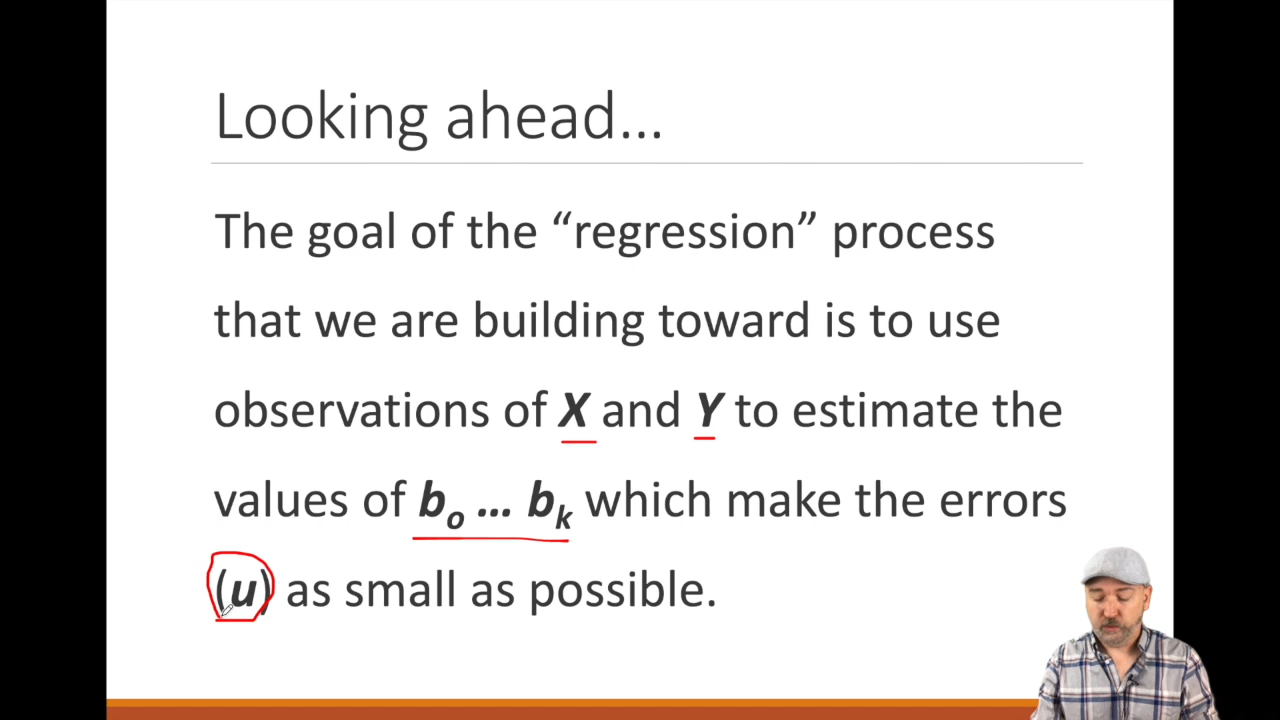 Looking ahead...
The goal of the “regression” process
that we are building toward is to use
observations of X and Y to estimate the
values of bo ... bk which make the errors
(u) as small as possible.